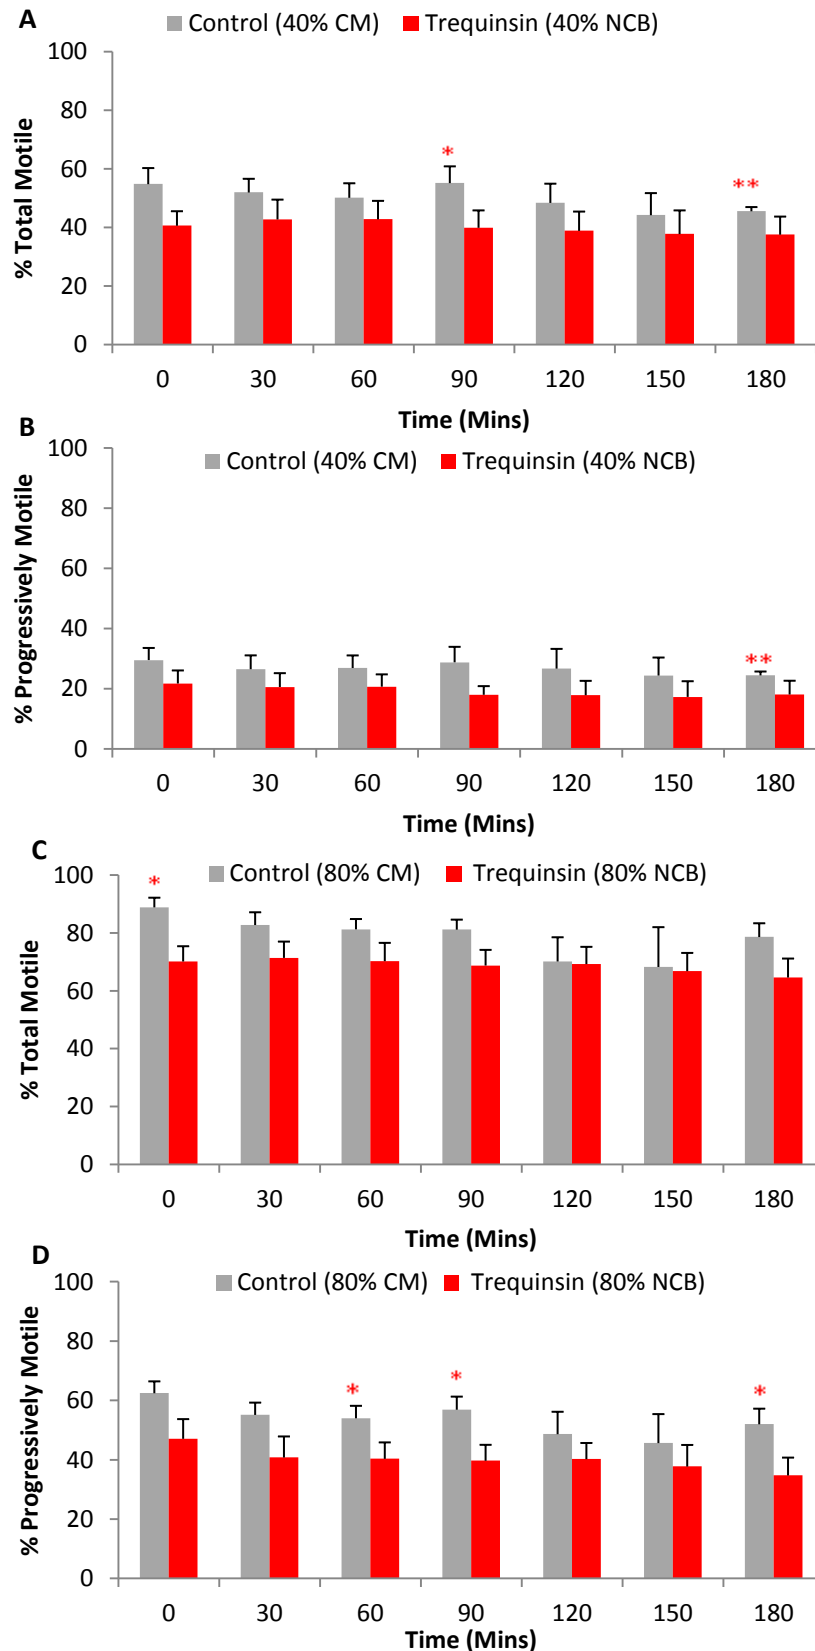 A
Control (40% CM) Trequinsin (40% NCB)
% Total Motile
100
80
60
40
20
0
*
**
0 30 60 90 120 150 180
Time (Mins)
B
Control (40% CM) Trequinsin (40% NCB)
% Progressively Motile
100
80
60
40
20
0
**
0 30 60 90 120 150 180
Time (Mins)
C
Control (80% CM) Trequinsin (80% NCB)
% Total Motile
100
80
60
40
20
0
*
0 30 60 90 120 150 180
Time (Mins)
D
Control (80% CM) Trequinsin (80% NCB)
% Progressively Motile
100
80
60
40
20
0
* * *
0 30 60 90 120 150 180
Time (Mins)